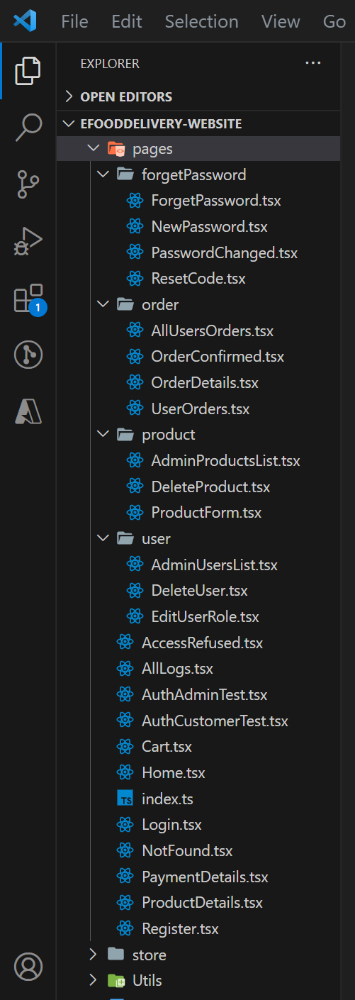 File Edit Selection View Go
EXPLORER ...
OPEN EDITORS
EFOODDELIVERY-WEBSITE
pages
forgetPassword
ForgetPassword.tsx
NewPassword.tsx
PasswordChanged.tsx
ResetCode.tsx
order
AllUsersOrders.tsx
OrderConfirmed.tsx
OrderDetails.tsx
UserOrders.tsx
product
AdminProductsList.tsx
DeleteProduct.tsx
ProductForm.tsx
user
AdminUsersList.tsx
DeleteUser.tsx
EditUserRole.tsx
AccessRefused.tsx
AllLogs.tsx
AuthAdminTest.tsx
AuthCustomerTest.tsx
Cart.tsx
Home.tsx
TS index.ts
Login.tsx
NotFound.tsx
PaymentDetails.tsx
ProductDetails.tsx
Register.tsx
store
Utils
1